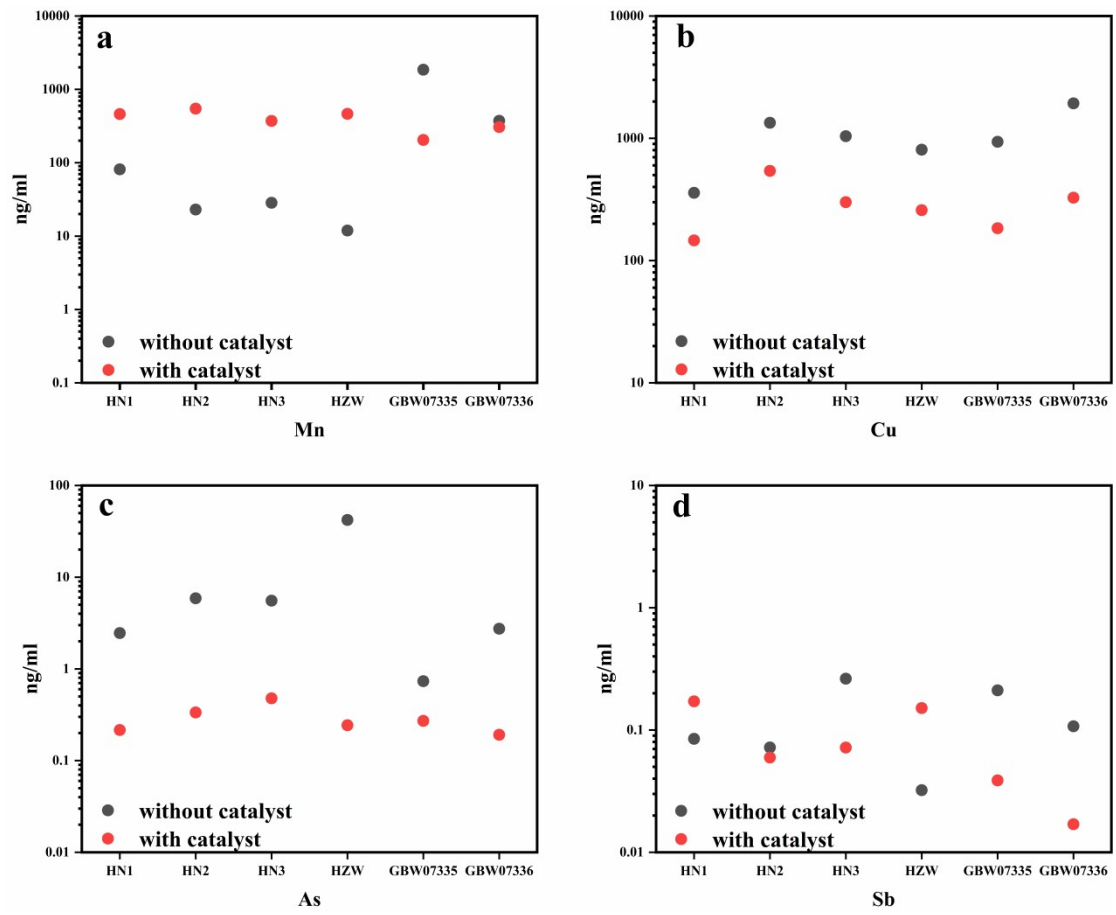 a
10000
1000
100
10
1
0.1
ng/ml
without catalyst
with catalyst
HN1 HN2 HN3 HZW GBW07335 GBW07336
Mn
b
10000
1000
100
10
ng/ml
without catalyst
with catalyst
HN1 HN2 HN3 HZW GBW07335 GBW07336
Cu
c
100
10
1
0.1
0.01
ng/ml
without catalyst
with catalyst
HN1 HN2 HN3 HZW GBW07335 GBW07336
As
d
10
1
0.1
0.01
ng/ml
without catalyst
with catalyst
HN1 HN2 HN3 HZW GBW07335 GBW07336
Sb